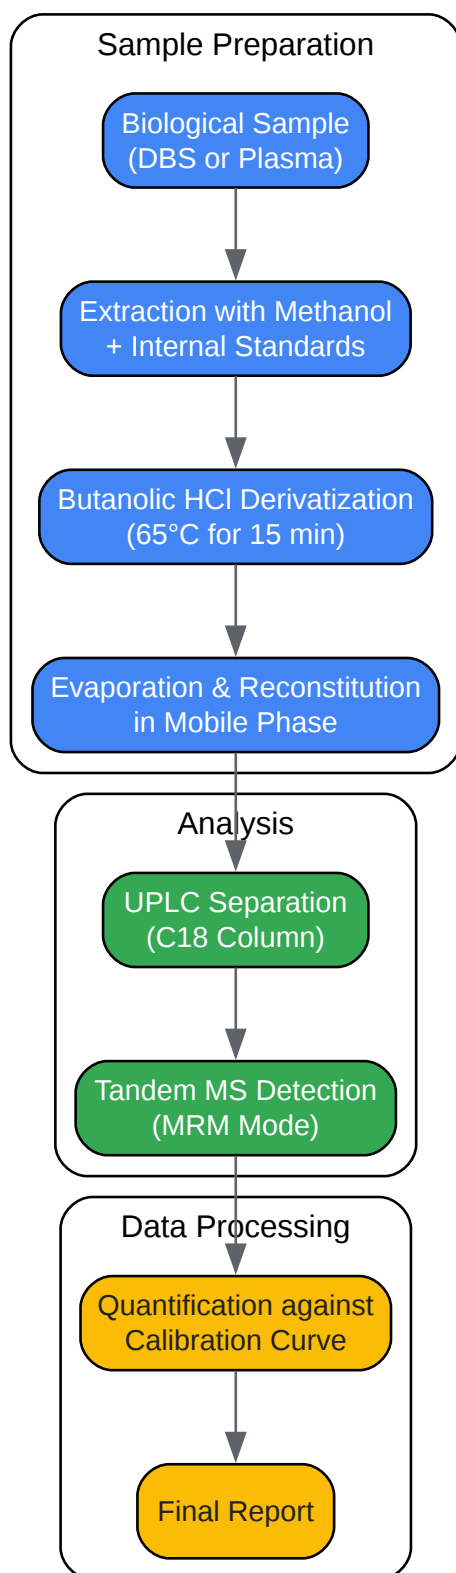 Sample Preparation
Biological Sample
(DBS or Plasma)
Extraction with Methanol
+ Internal Standards
Butanolic HCl Derivatization
(65°C for 15 min)
Evaporation & Reconstitution
in Mobile Phase
Analysis
UPLC Separation
(C18 Column)
Tandem MS Detection
(MRM Mode)
Data Processing
Quantification against
Calibration Curve
Final Report